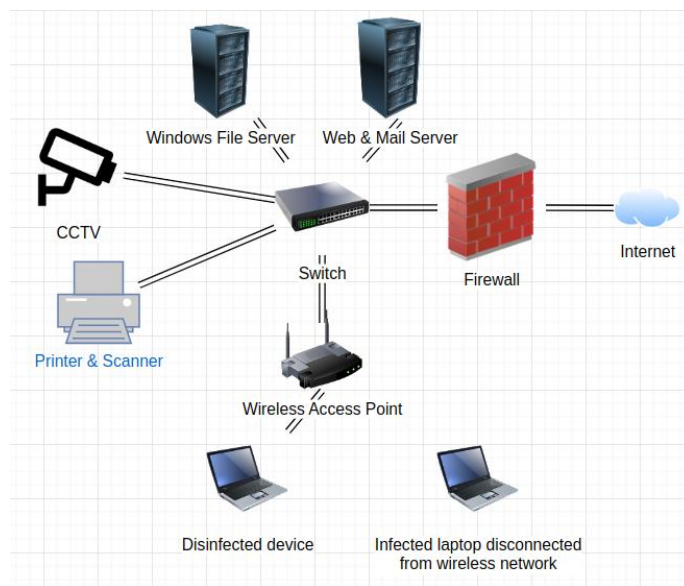 Windows File Server
Web & Mail Server
CCTV
Switch
Firewall
Internet
Printer & Scanner
Wireless Access Point
Disinfected device
Infected laptop disconnected
from wireless network